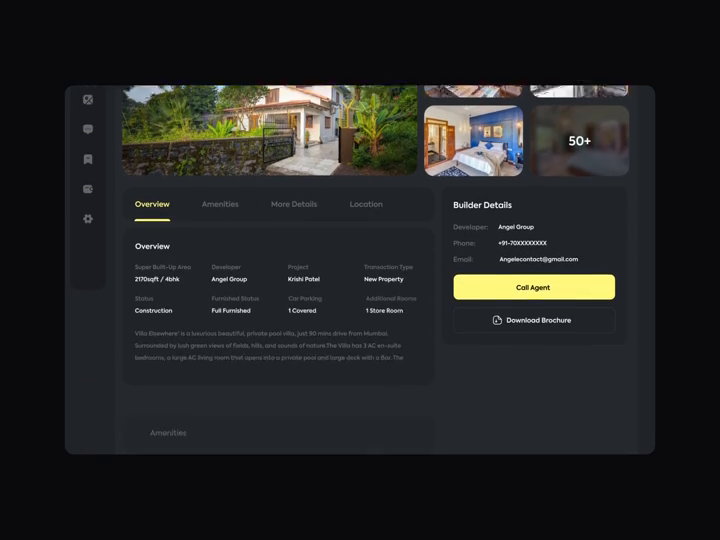 50+
Overview Amenities More Details Location
Overview
Super Built-Up Area Developer Project Transaction Type
2170sqft / 4bhk Angel Group Krishi Patel New Property
Status Furnished Status Car Parking Additional Rooms
Construction Full Furnished 1 Covered 1 Store Room
Villa Elsewhere' is a luxurious beautiful, private pool villa, just 90 mins drive from Mumbai.
Surrounded by lush green views of fields, hills, and sounds of nature.The Villa has 3 AC en-suite
bedrooms, a large AC living room that opens into a private pool and large deck with a Bar. The
Builder Details
Developer: Angel Group
Phone: +91-70XXXXXXXX
Email: Angelecontact@gmail.com
Call Agent
Download Brochure
Amenities